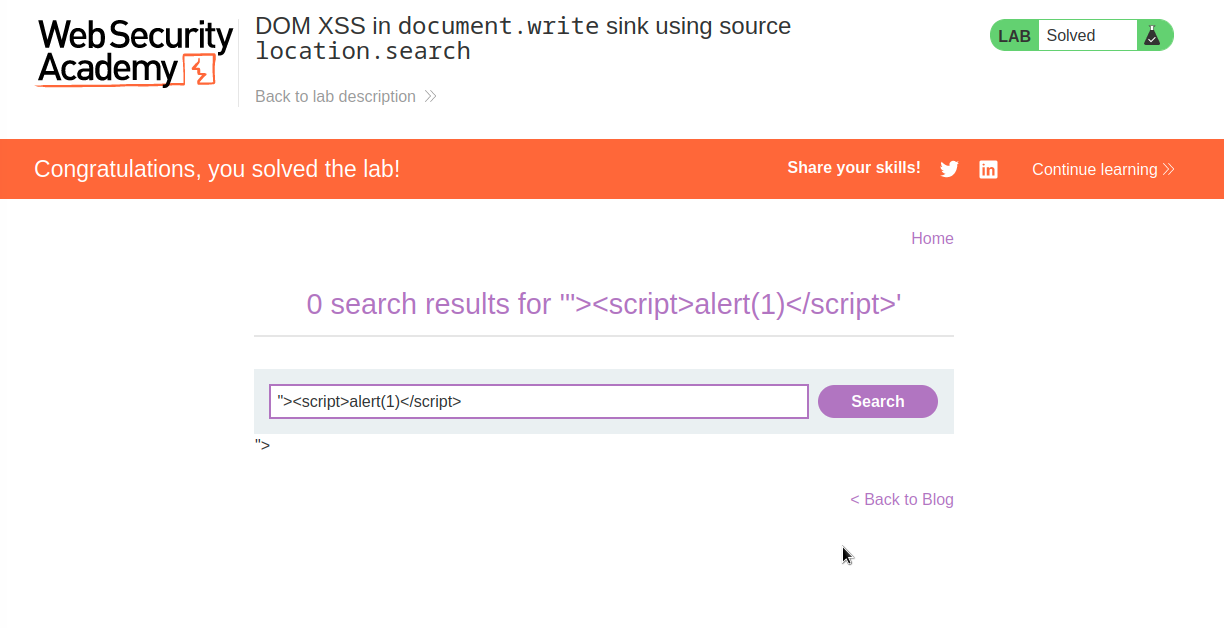 Web Security
Academy
DOM XSS in document.write sink using source
location.search
Back to lab description
LAB Solved
Congratulations, you solved the lab!
Share your skills!
Continue learning
Home
0 search results for '"><script>alert(1)</script>'
"><script>alert(1)</script>
Search
">
< Back to Blog